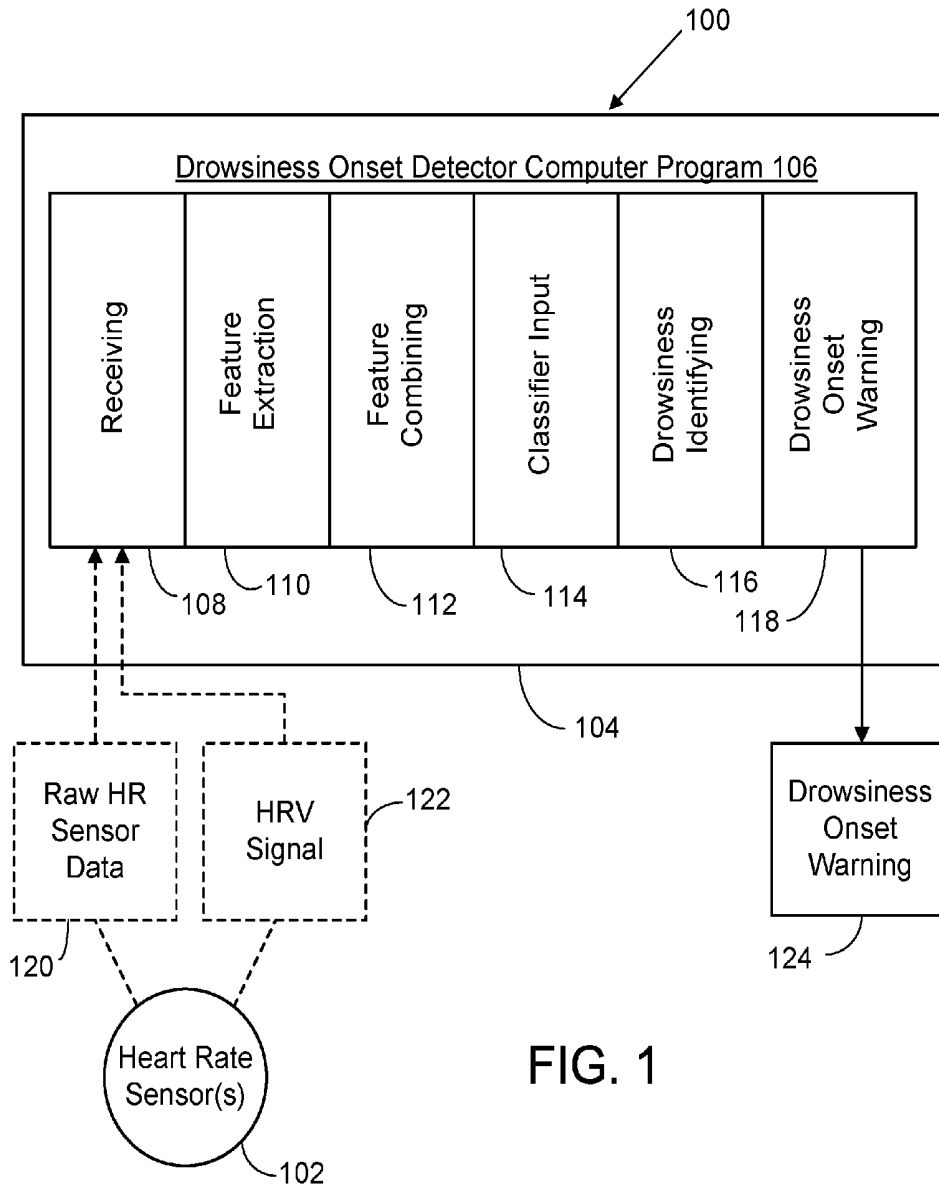 100
Drowsiness Onset Detector Computer Program 106
Receiving
Feature
Extraction
Feature
Combining
Classifier Input
Drowsiness
Identifying
Drowsiness
Onset
Warning
108
110
112
114
116
118
104
Raw HR
Sensor
Data
HRV
Signal
122
Drowsiness
Onset
Warning
120
124
Heart Rate
Sensor(s)
102
FIG. 1